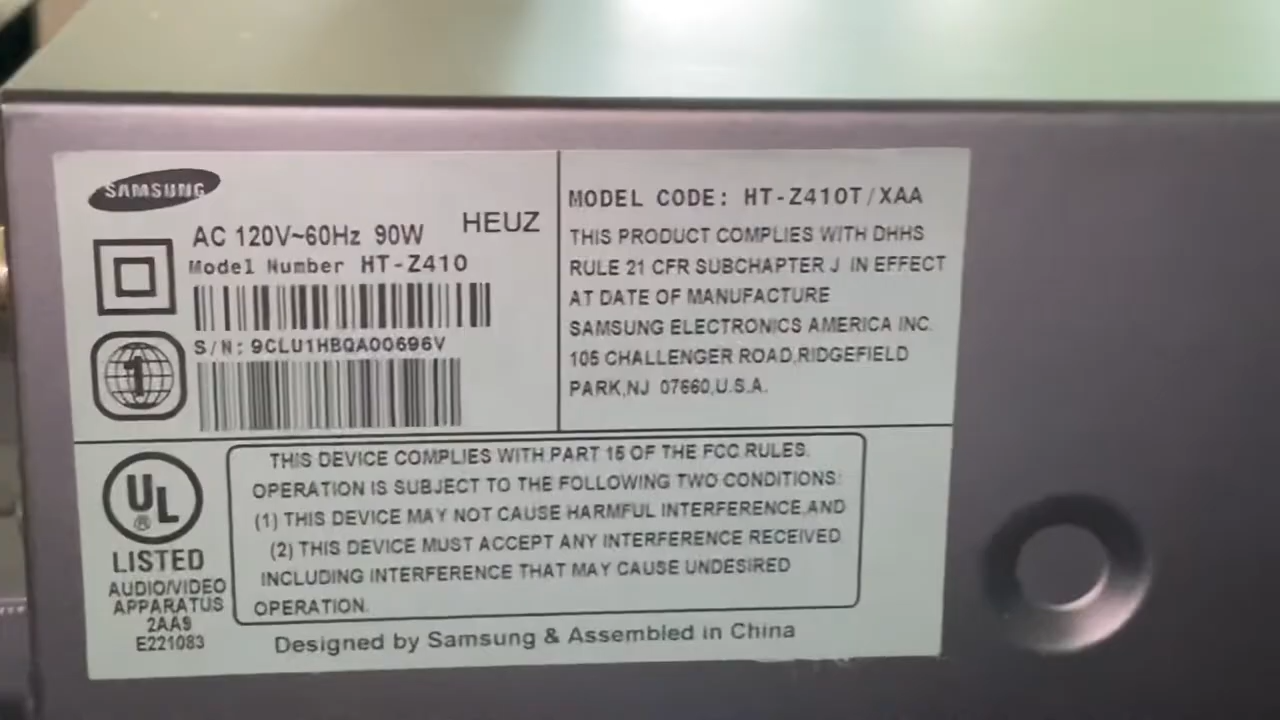 SAMSUNG
AC 120V~60Hz 90W
HEUZ
Model Number HT-Z410
S/N: 9CLU1HBQA00696V
1
MODEL CODE: HT-Z410T/XAA
THIS PRODUCT COMPLIES WITH DHHS
RULE 21 CFR SUBCHAPTER J IN EFFECT
AT DATE OF MANUFACTURE
SAMSUNG ELECTRONICS AMERICA INC.
105 CHALLENGER ROAD,RIDGEFIELD
PARK,NJ 07660,U.S.A.
UL
®
LISTED
AUDIO/VIDEO
APPARATUS
2AA9
E221083
THIS DEVICE COMPLIES WITH PART 15 OF THE FCC RULES.
OPERATION IS SUBJECT TO THE FOLLOWING TWO CONDITIONS:
(1) THIS DEVICE MAY NOT CAUSE HARMFUL INTERFERENCE,AND
(2) THIS DEVICE MUST ACCEPT ANY INTERFERENCE RECEIVED
INCLUDING INTERFERENCE THAT MAY CAUSE UNDESIRED
OPERATION.
Designed by Samsung & Assembled in China